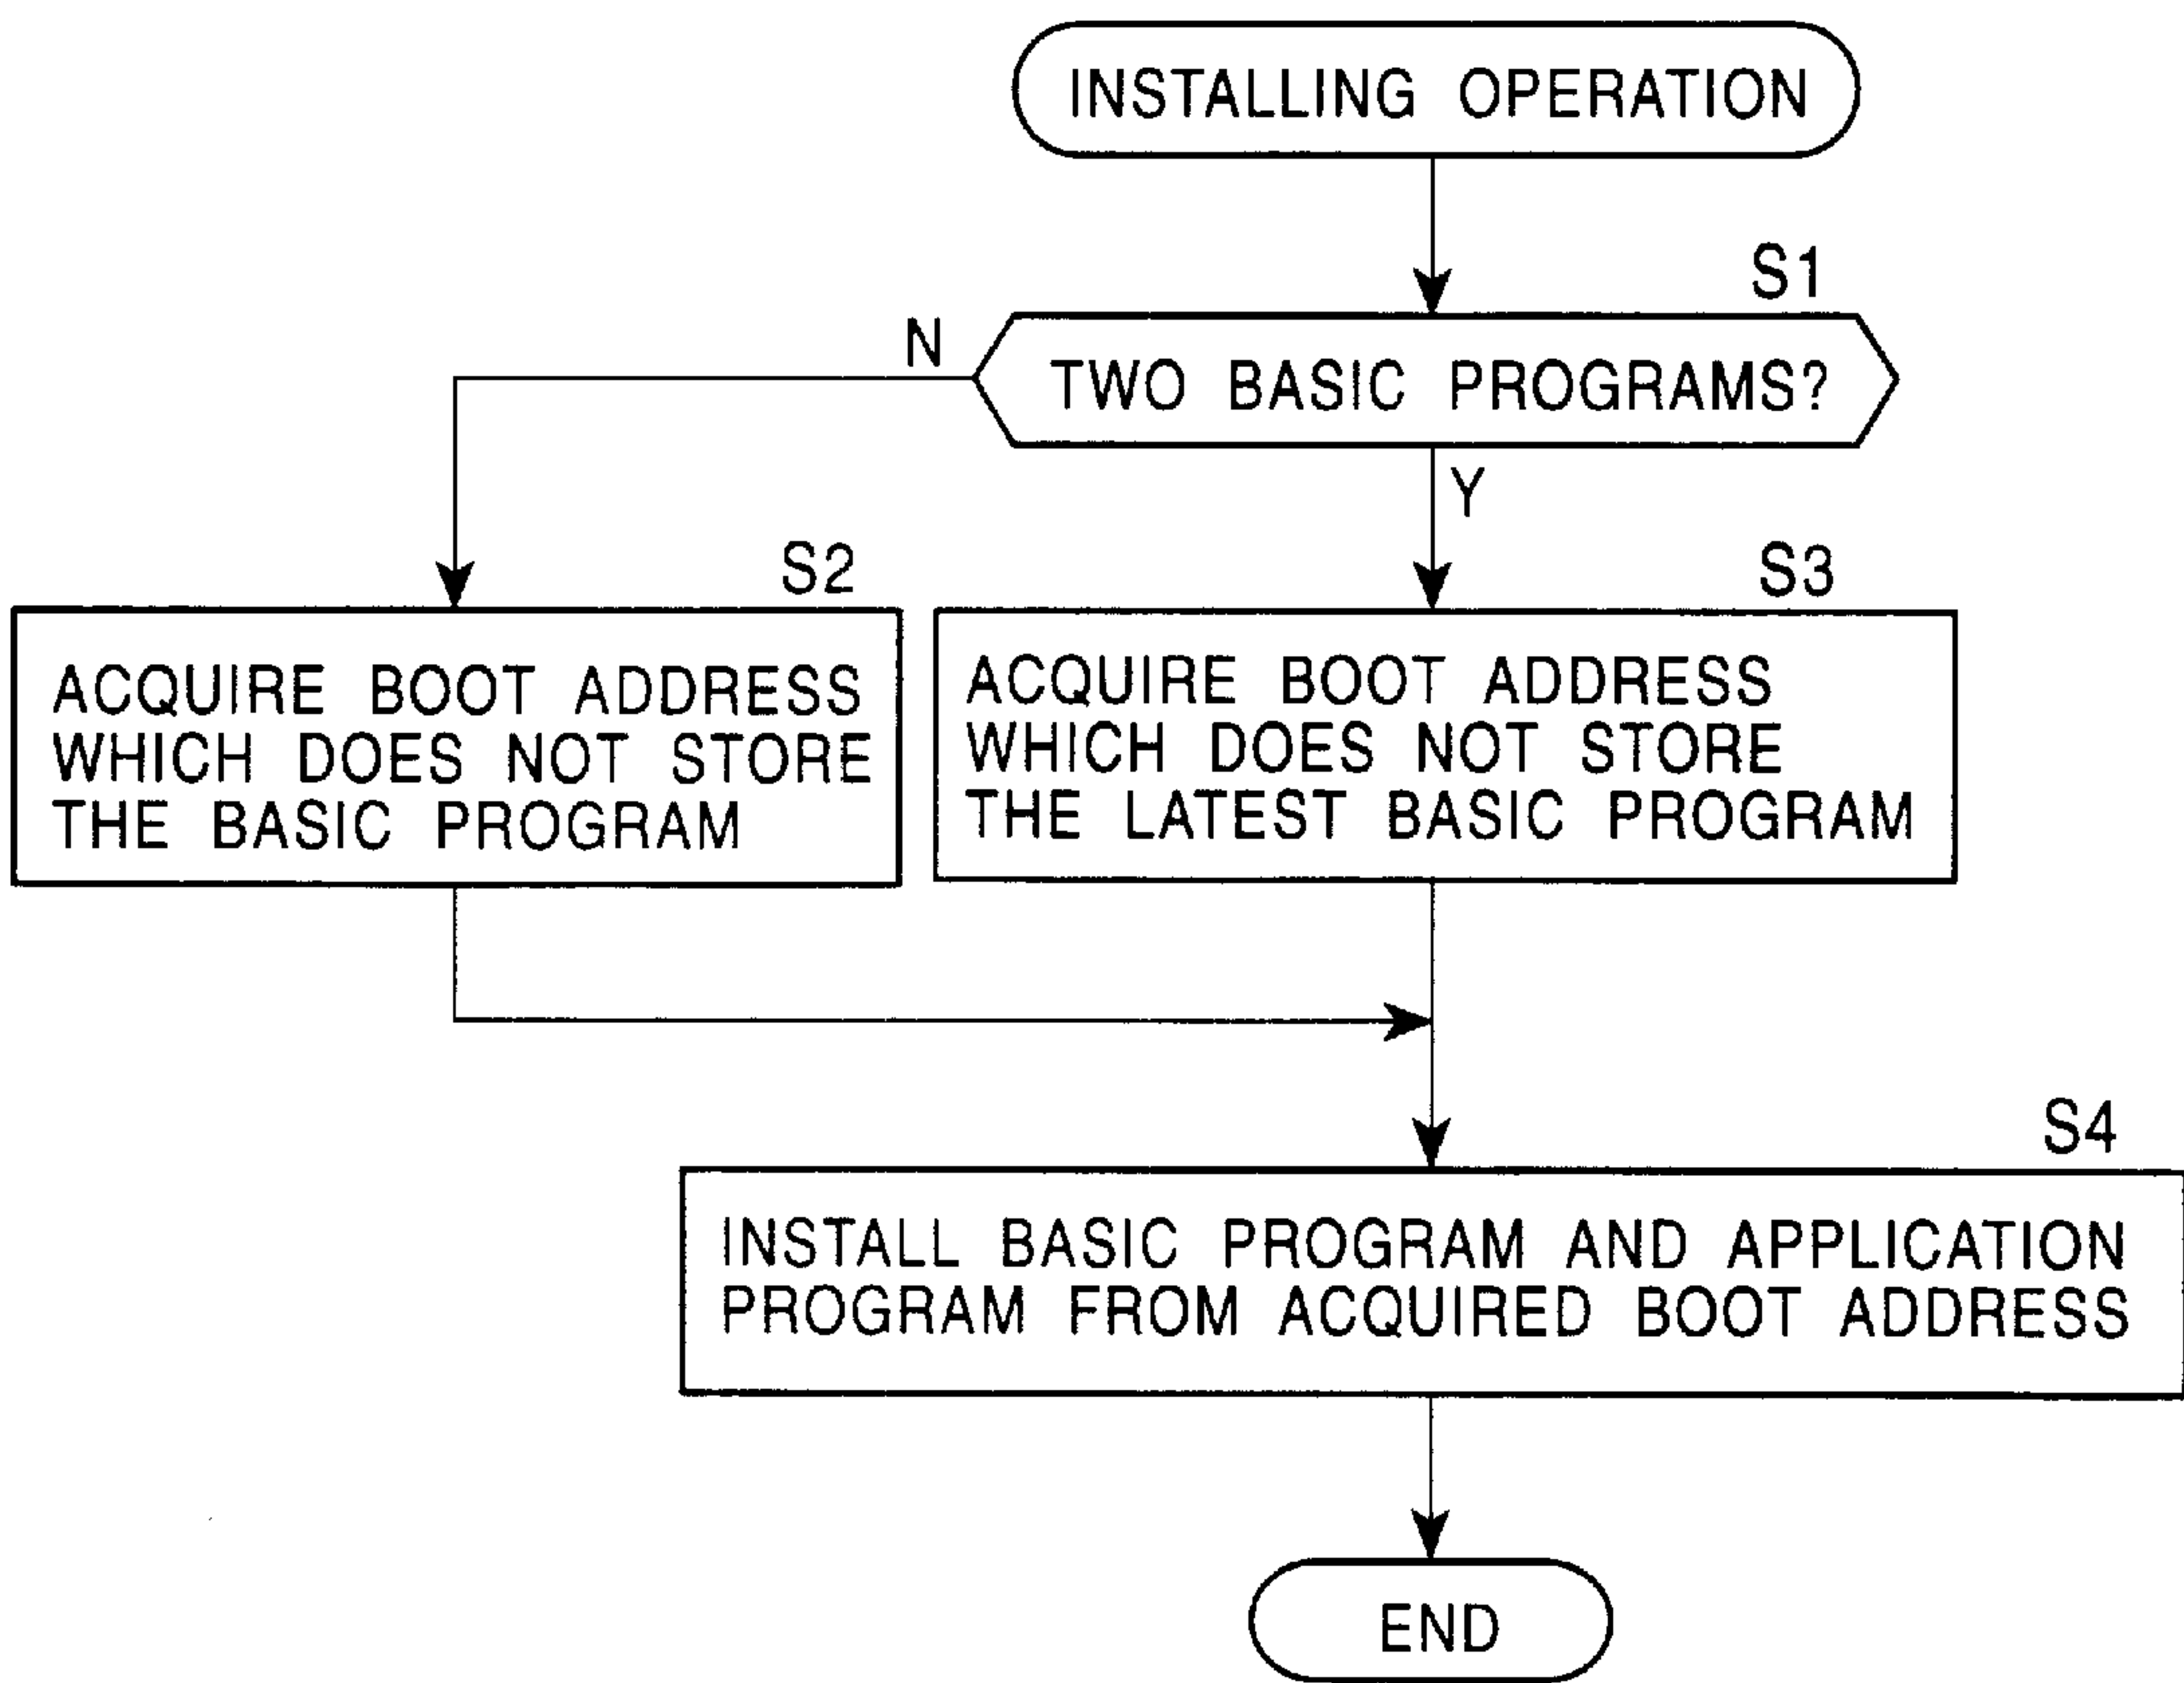 INSTALLING OPERATION
S1
N
TWO BASIC PROGRAMS?
Y
S2
ACQUIRE BOOT ADDRESS
WHICH DOES NOT STORE
THE BASIC PROGRAM
S3
ACQUIRE BOOT ADDRESS
WHICH DOES NOT STORE
THE LATEST BASIC PROGRAM
S4
INSTALL BASIC PROGRAM AND APPLICATION
PROGRAM FROM ACQUIRED BOOT ADDRESS
END